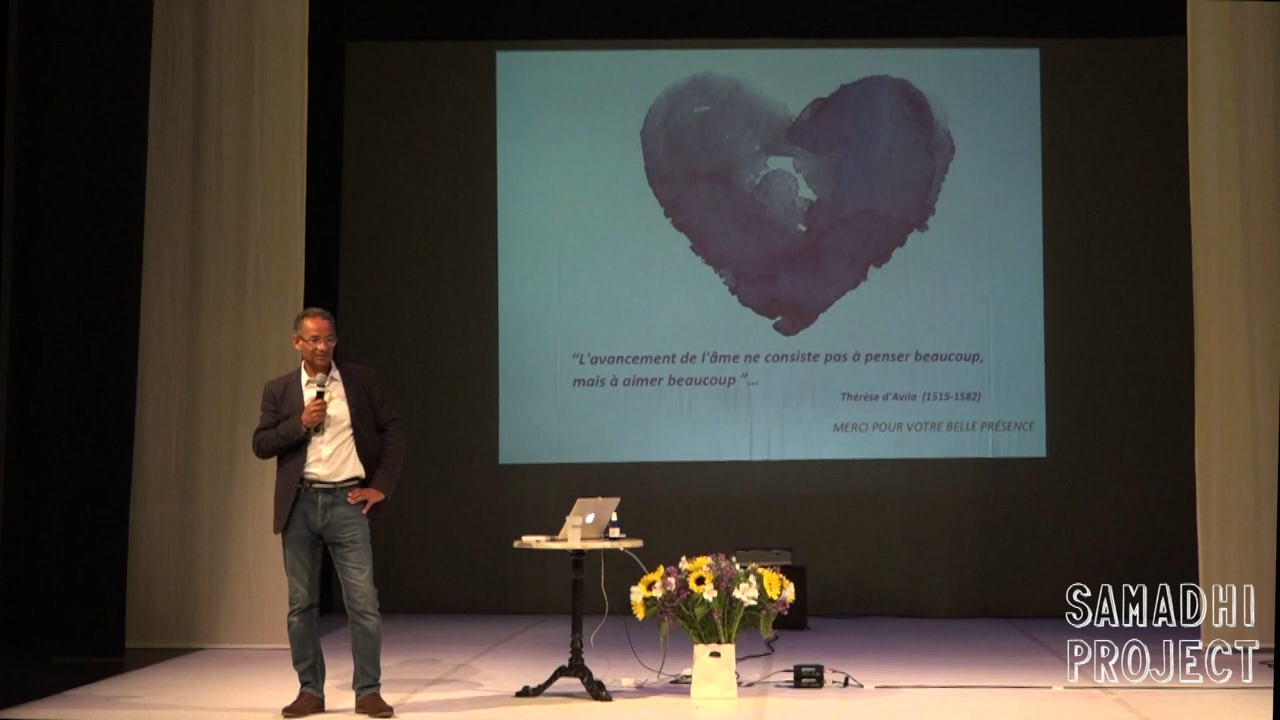 "L'avancement de l'âme ne consiste pas à penser beaucoup,
mais à aimer beaucoup "...
Thérèse d'Avila (1515-1582)
MERCI POUR VOTRE BELLE PRÉSENCE
SAMADHI
PROJECT